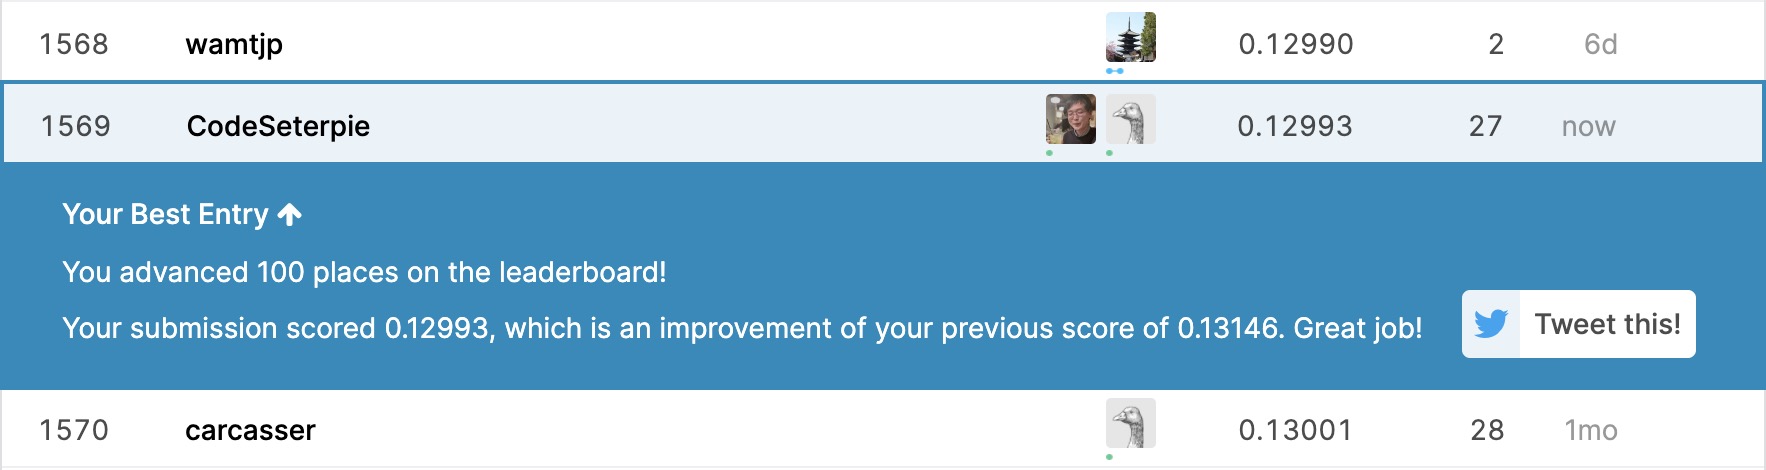 1568 wamtjp 0.12990 2 6d
1569 CodeSeterpie 0.12993 27 now
Your Best Entry
You advanced 100 places on the leaderboard!
Your submission scored 0.12993, which is an improvement of your previous score of 0.13146. Great job!
Tweet this!
1570 carcasser 0.13001 28 1mo